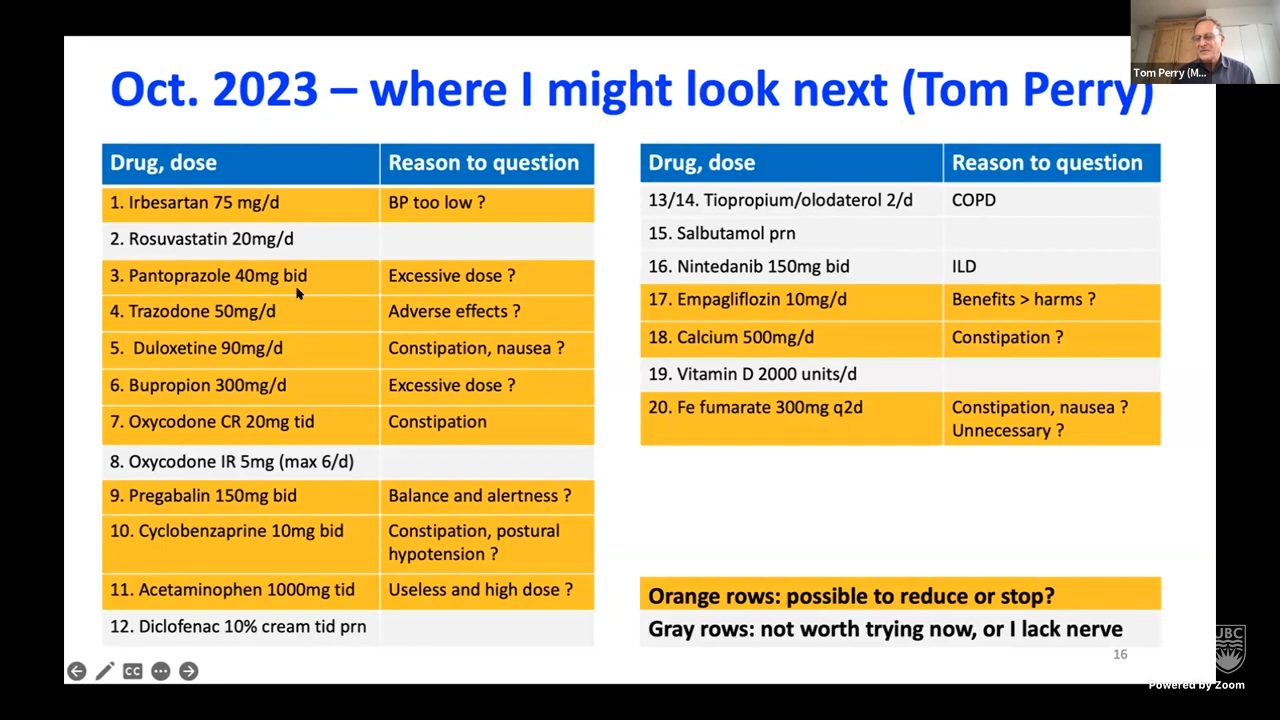 Oct. 2023 – where I might look next (Tom Perry)
Tom Perry (M...
Drug, dose Reason to question
1. Irbesartan 75 mg/d BP too low ?
2. Rosuvastatin 20mg/d
3. Pantoprazole 40mg bid Excessive dose ?
4. Trazodone 50mg/d Adverse effects ?
5. Duloxetine 90mg/d Constipation, nausea ?
6. Bupropion 300mg/d Excessive dose ?
7. Oxycodone CR 20mg tid Constipation
8. Oxycodone IR 5mg (max 6/d)
9. Pregabalin 150mg bid Balance and alertness ?
10. Cyclobenzaprine 10mg bid Constipation, postural
hypotension ?
11. Acetaminophen 1000mg tid Useless and high dose ?
12. Diclofenac 10% cream tid prn
Drug, dose Reason to question
13/14. Tiopropium/olodaterol 2/d COPD
15. Salbutamol prn
16. Nintedanib 150mg bid ILD
17. Empagliflozin 10mg/d Benefits > harms ?
18. Calcium 500mg/d Constipation ?
19. Vitamin D 2000 units/d
20. Fe fumarate 300mg q2d Constipation, nausea ?
Unnecessary ?
Orange rows: possible to reduce or stop?
Gray rows: not worth trying now, or I lack nerve
16
CC
UBC
Powered by Zoom